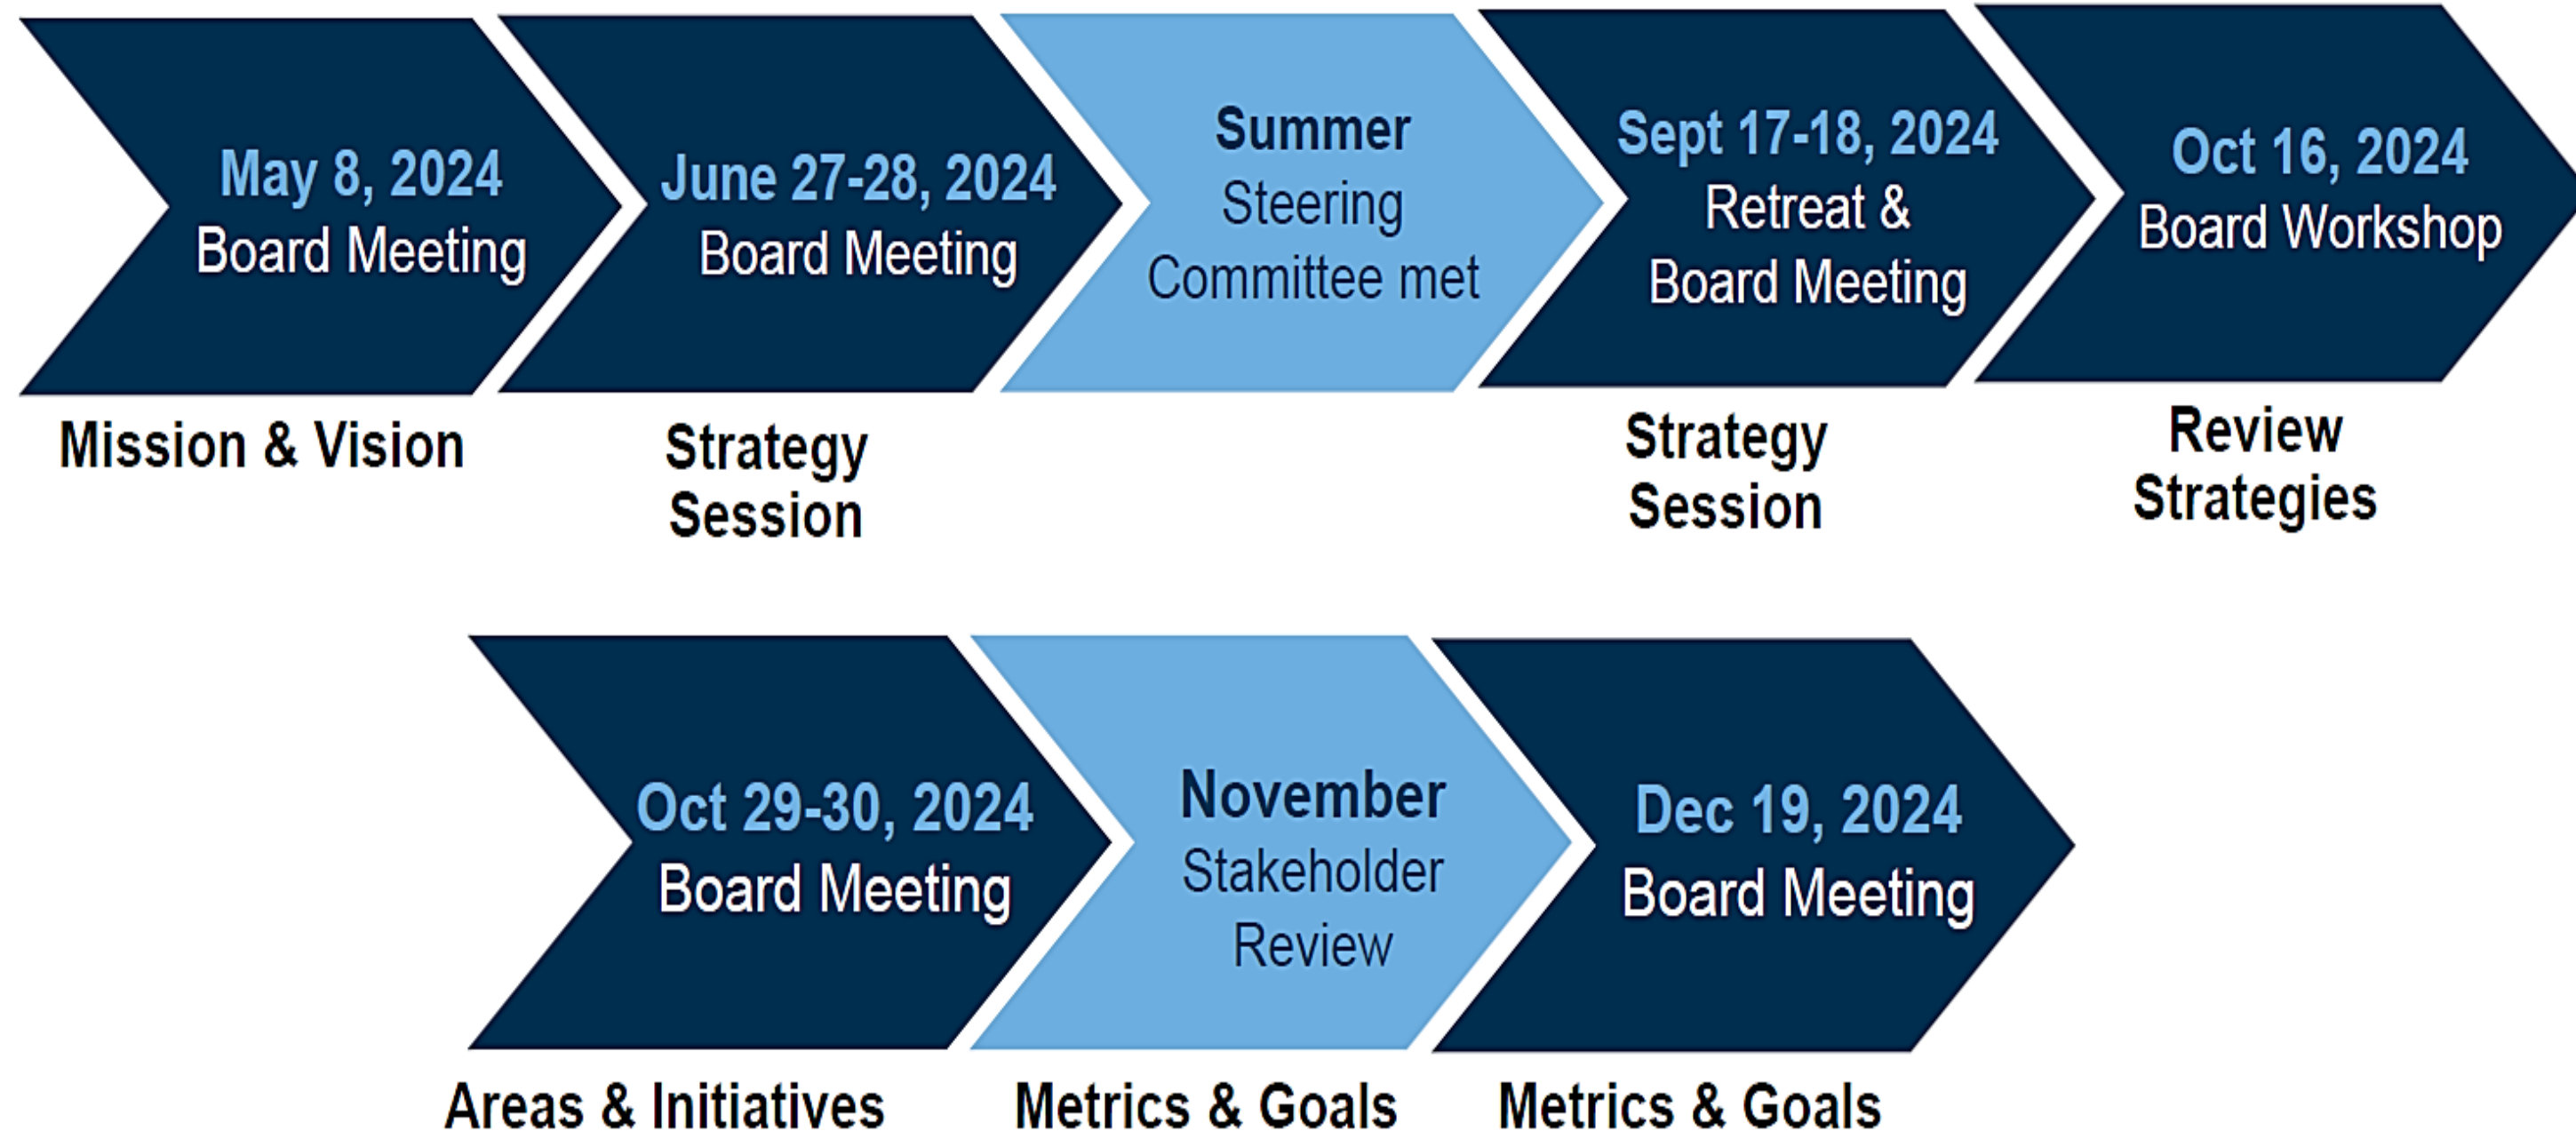 May 8, 2024
Board Meeting
June 27-28, 2024
Board Meeting
Summer
Steering
Committee met
Sept 17-18, 2024
Retreat &
Board Meeting
Oct 16, 2024
Board Workshop
Mission & Vision
Strategy
Session
Strategy
Session
Review
Strategies
Oct 29-30, 2024
Board Meeting
November
Stakeholder
Review
Dec 19, 2024
Board Meeting
Areas & Initiatives
Metrics & Goals
Metrics & Goals